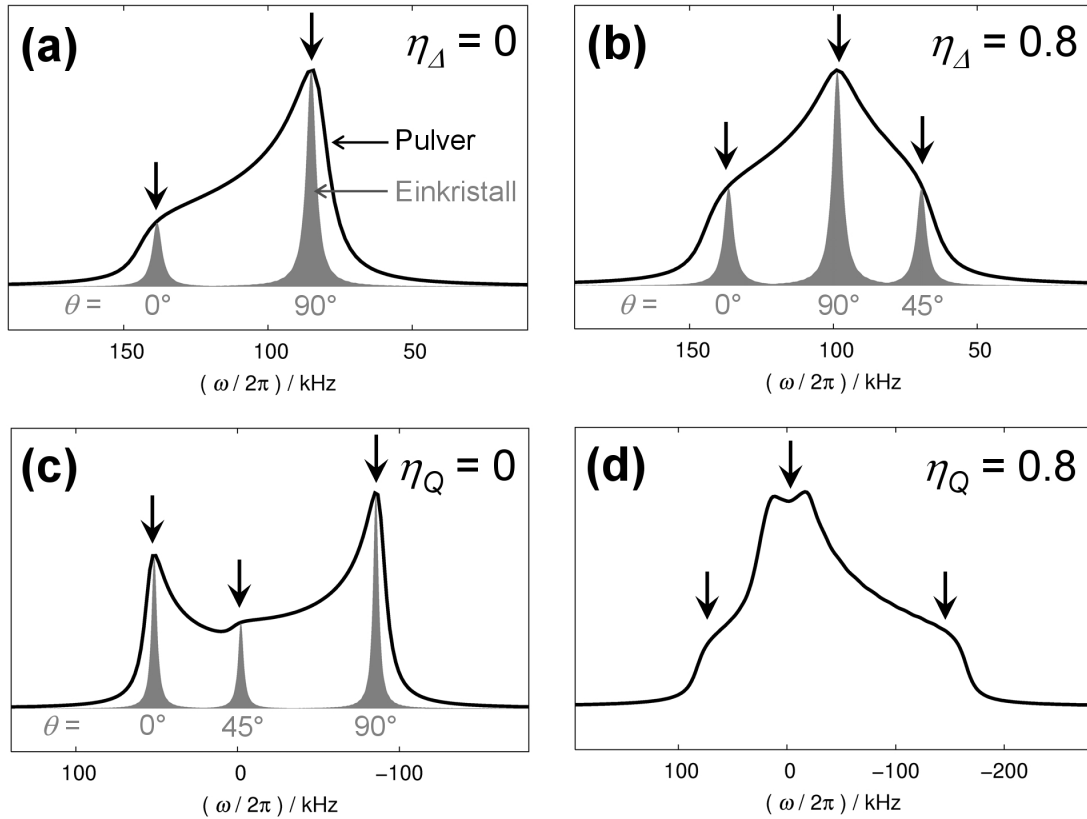 (a)
η_Δ = 0
Pulver
Einkristall
θ = 0° 90°
150 100 50
( ω / 2π ) / kHz
(b)
η_Δ = 0.8
θ = 0° 90° 45°
150 100 50
( ω / 2π ) / kHz
(c)
η_Q = 0
θ = 0° 45° 90°
100 0 −100
( ω / 2π ) / kHz
(d)
η_Q = 0.8
100 0 −100 −200
( ω / 2π ) / kHz